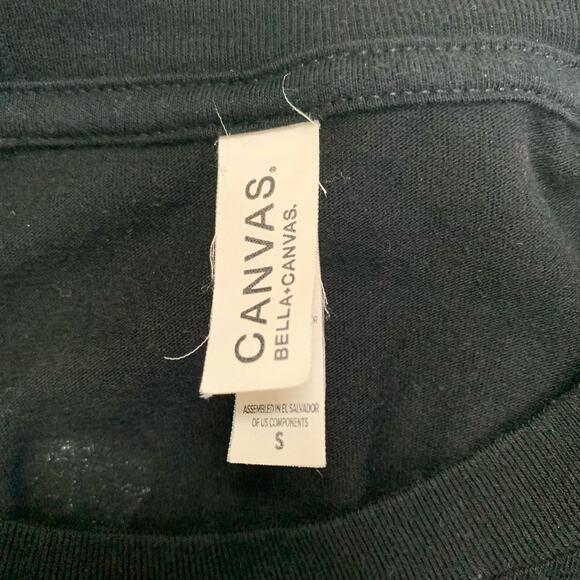 CANVAS.
BELLA+CANVAS.
ASSEMBLED IN EL SALVADOR
OF US COMPONENTS
S